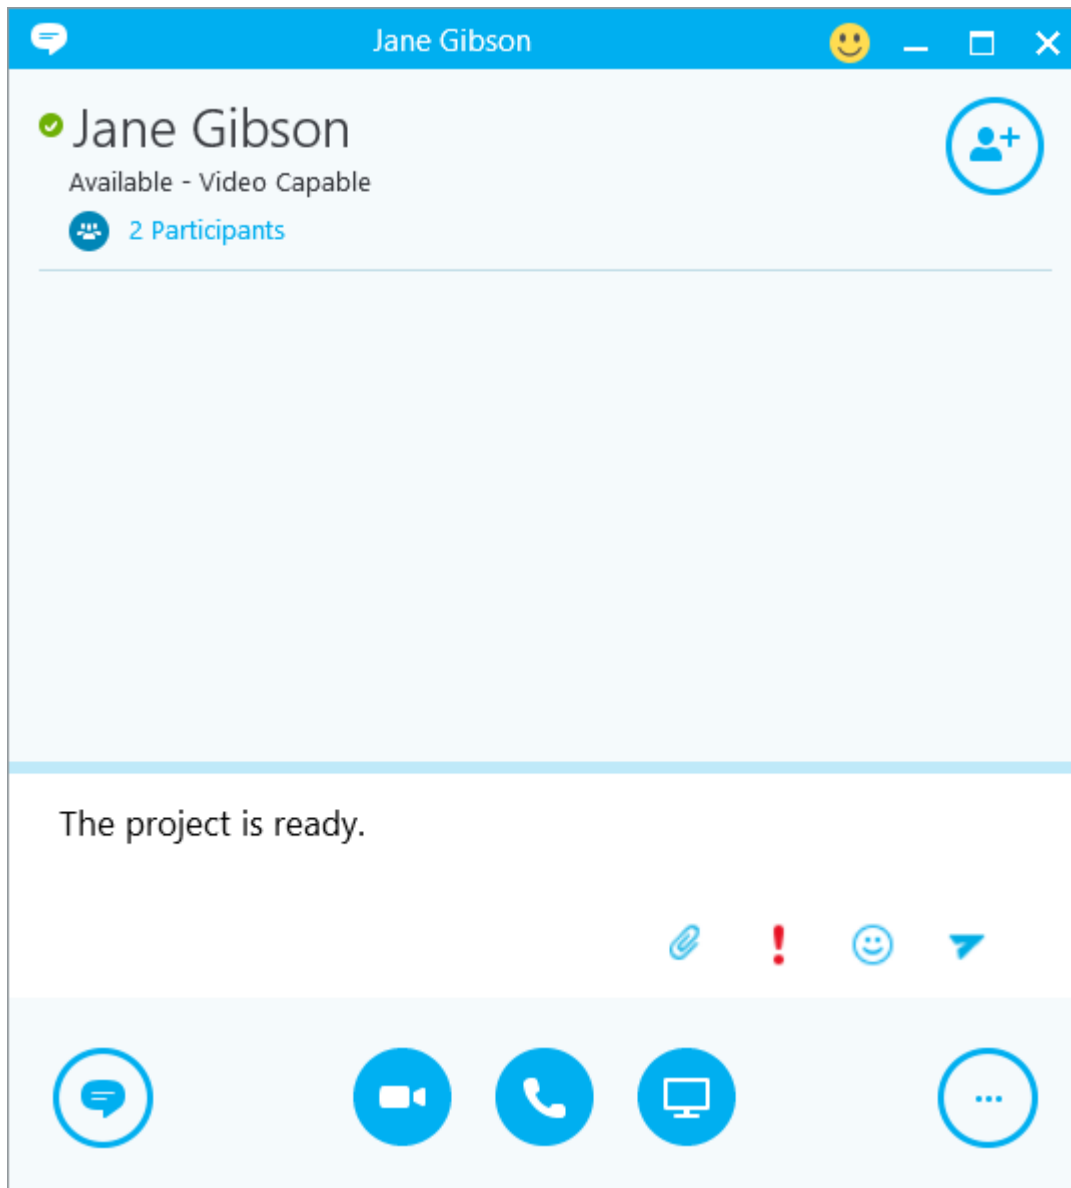 Jane Gibson
Jane Gibson
Available - Video Capable
2 Participants
The project is ready.